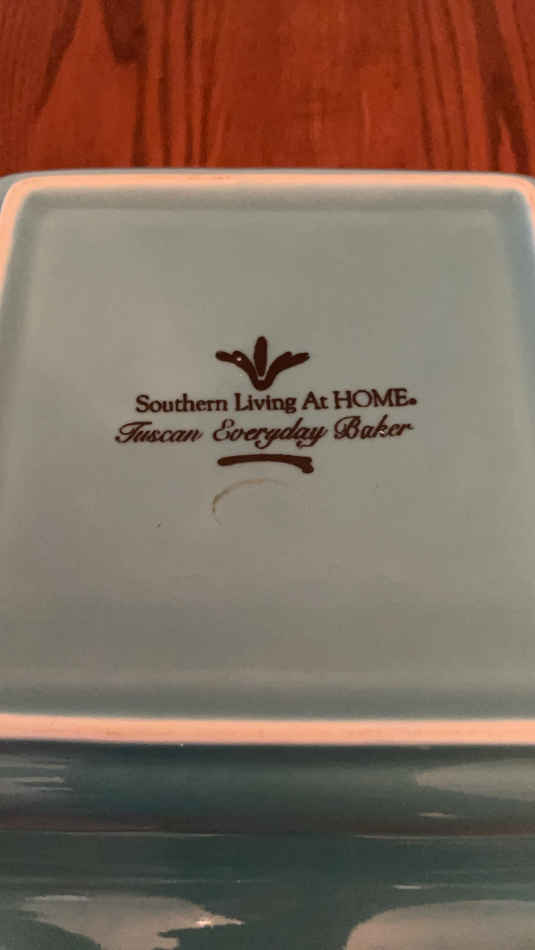 Southern Living At HOME®
Tuscan Everyday Baker